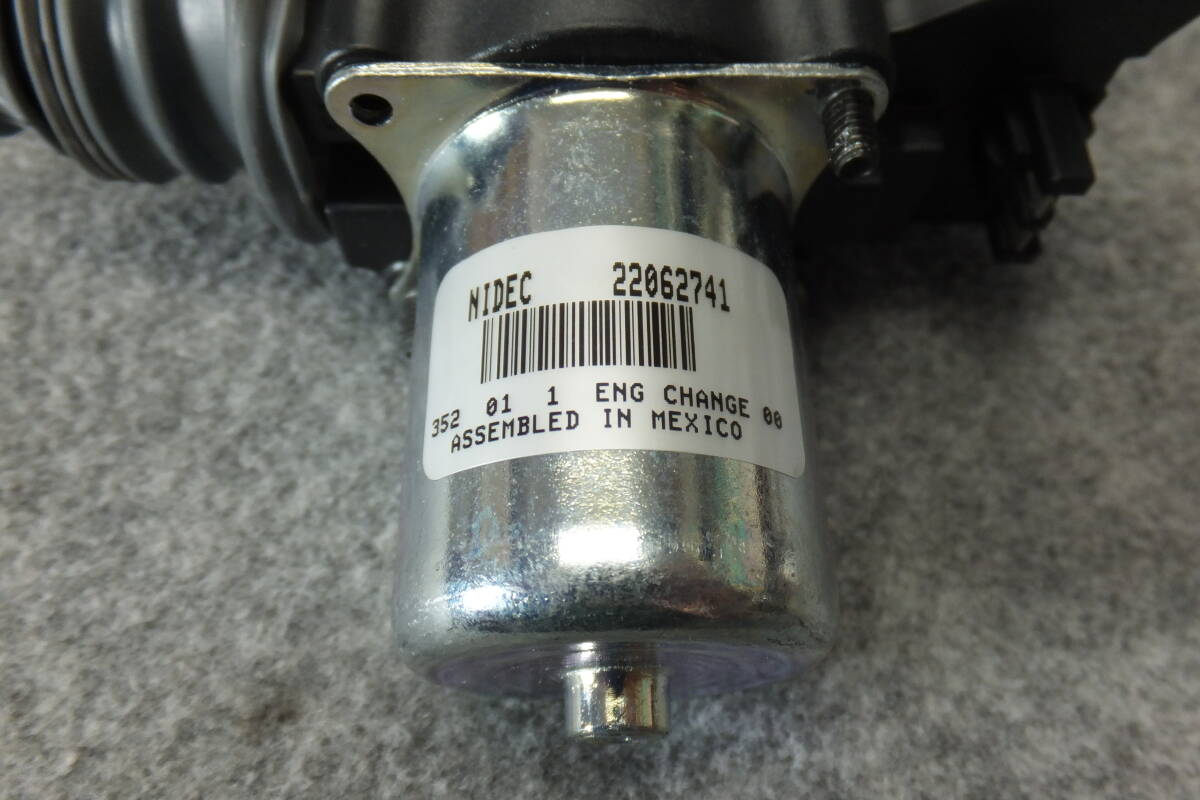 NIDEC 22062741
352 01 1 ENG CHANGE 00
ASSEMBLED IN MEXICO